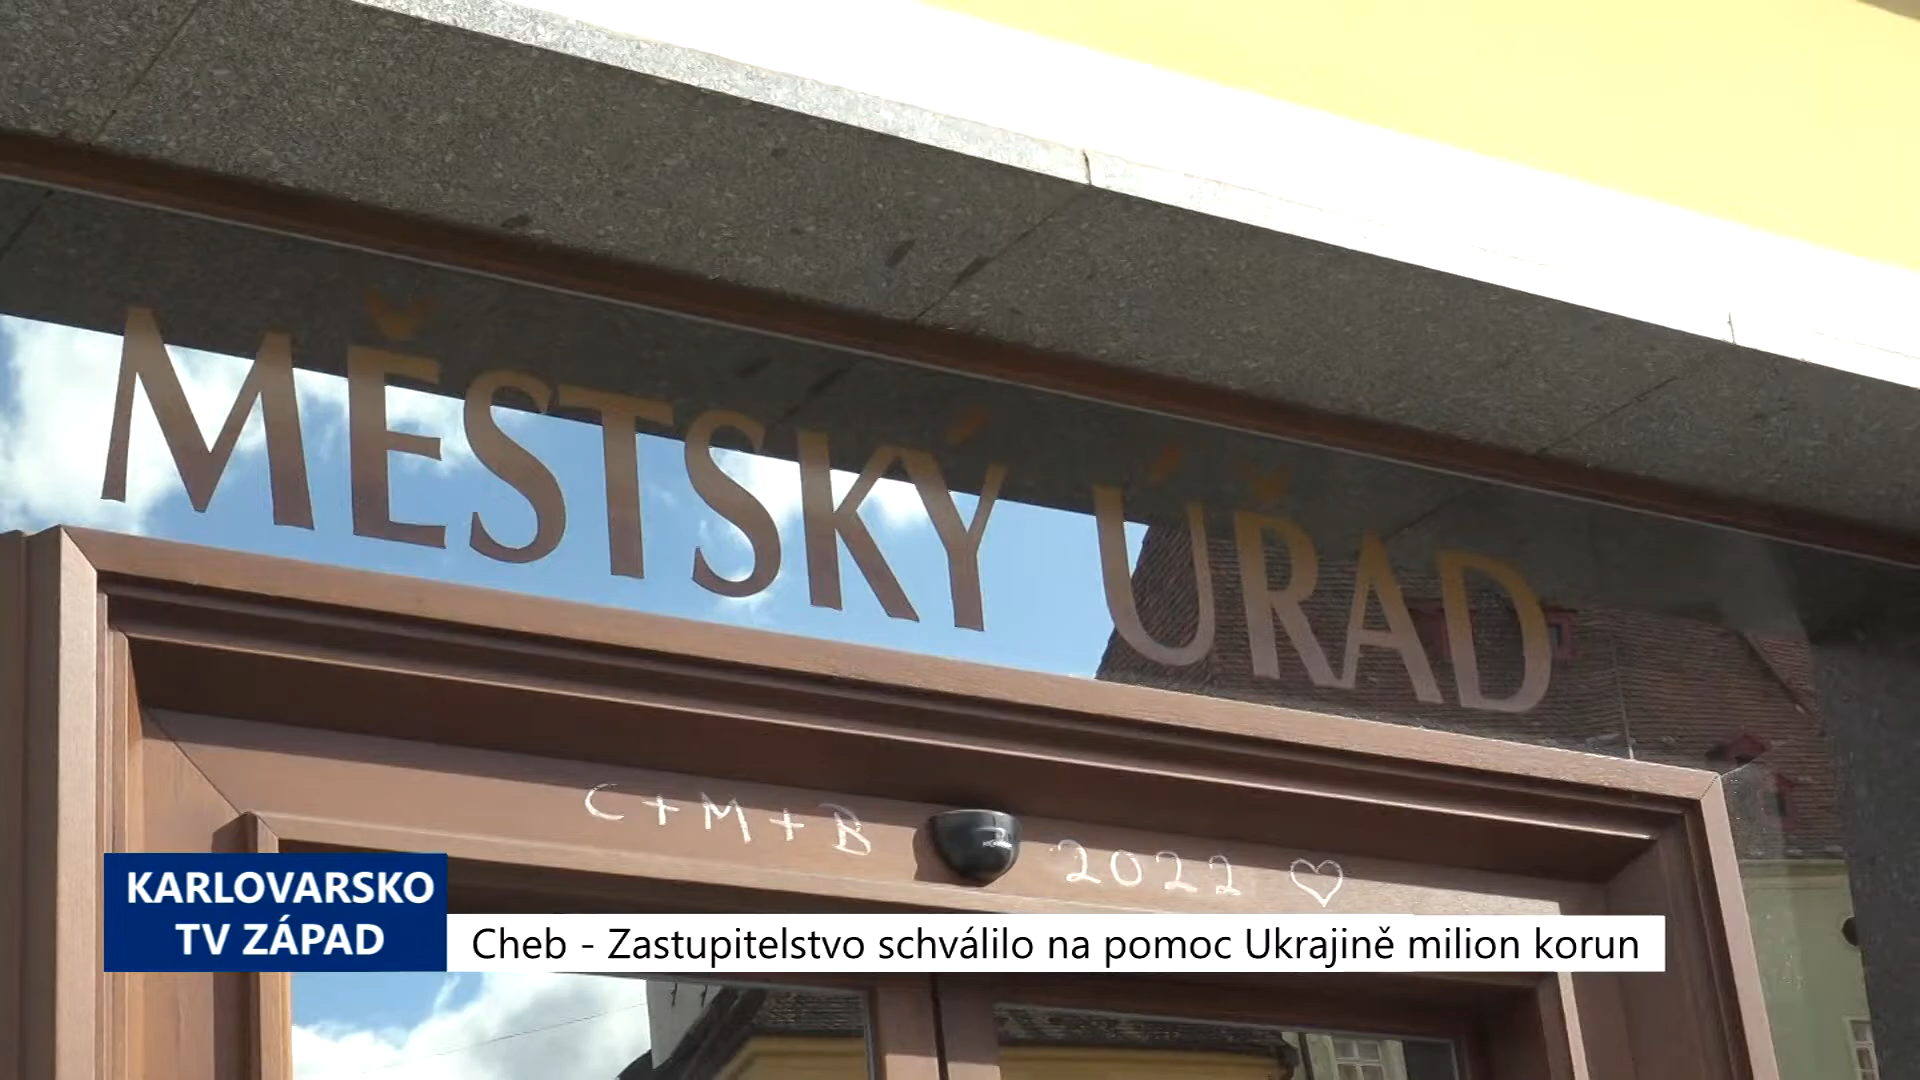 MĚSTSKÝ ÚŘAD
C+M+B 2022 ♡
KARLOVARSKO
TV ZÁPAD
Cheb - Zastupitelstvo schválilo na pomoc Ukrajině milion korun